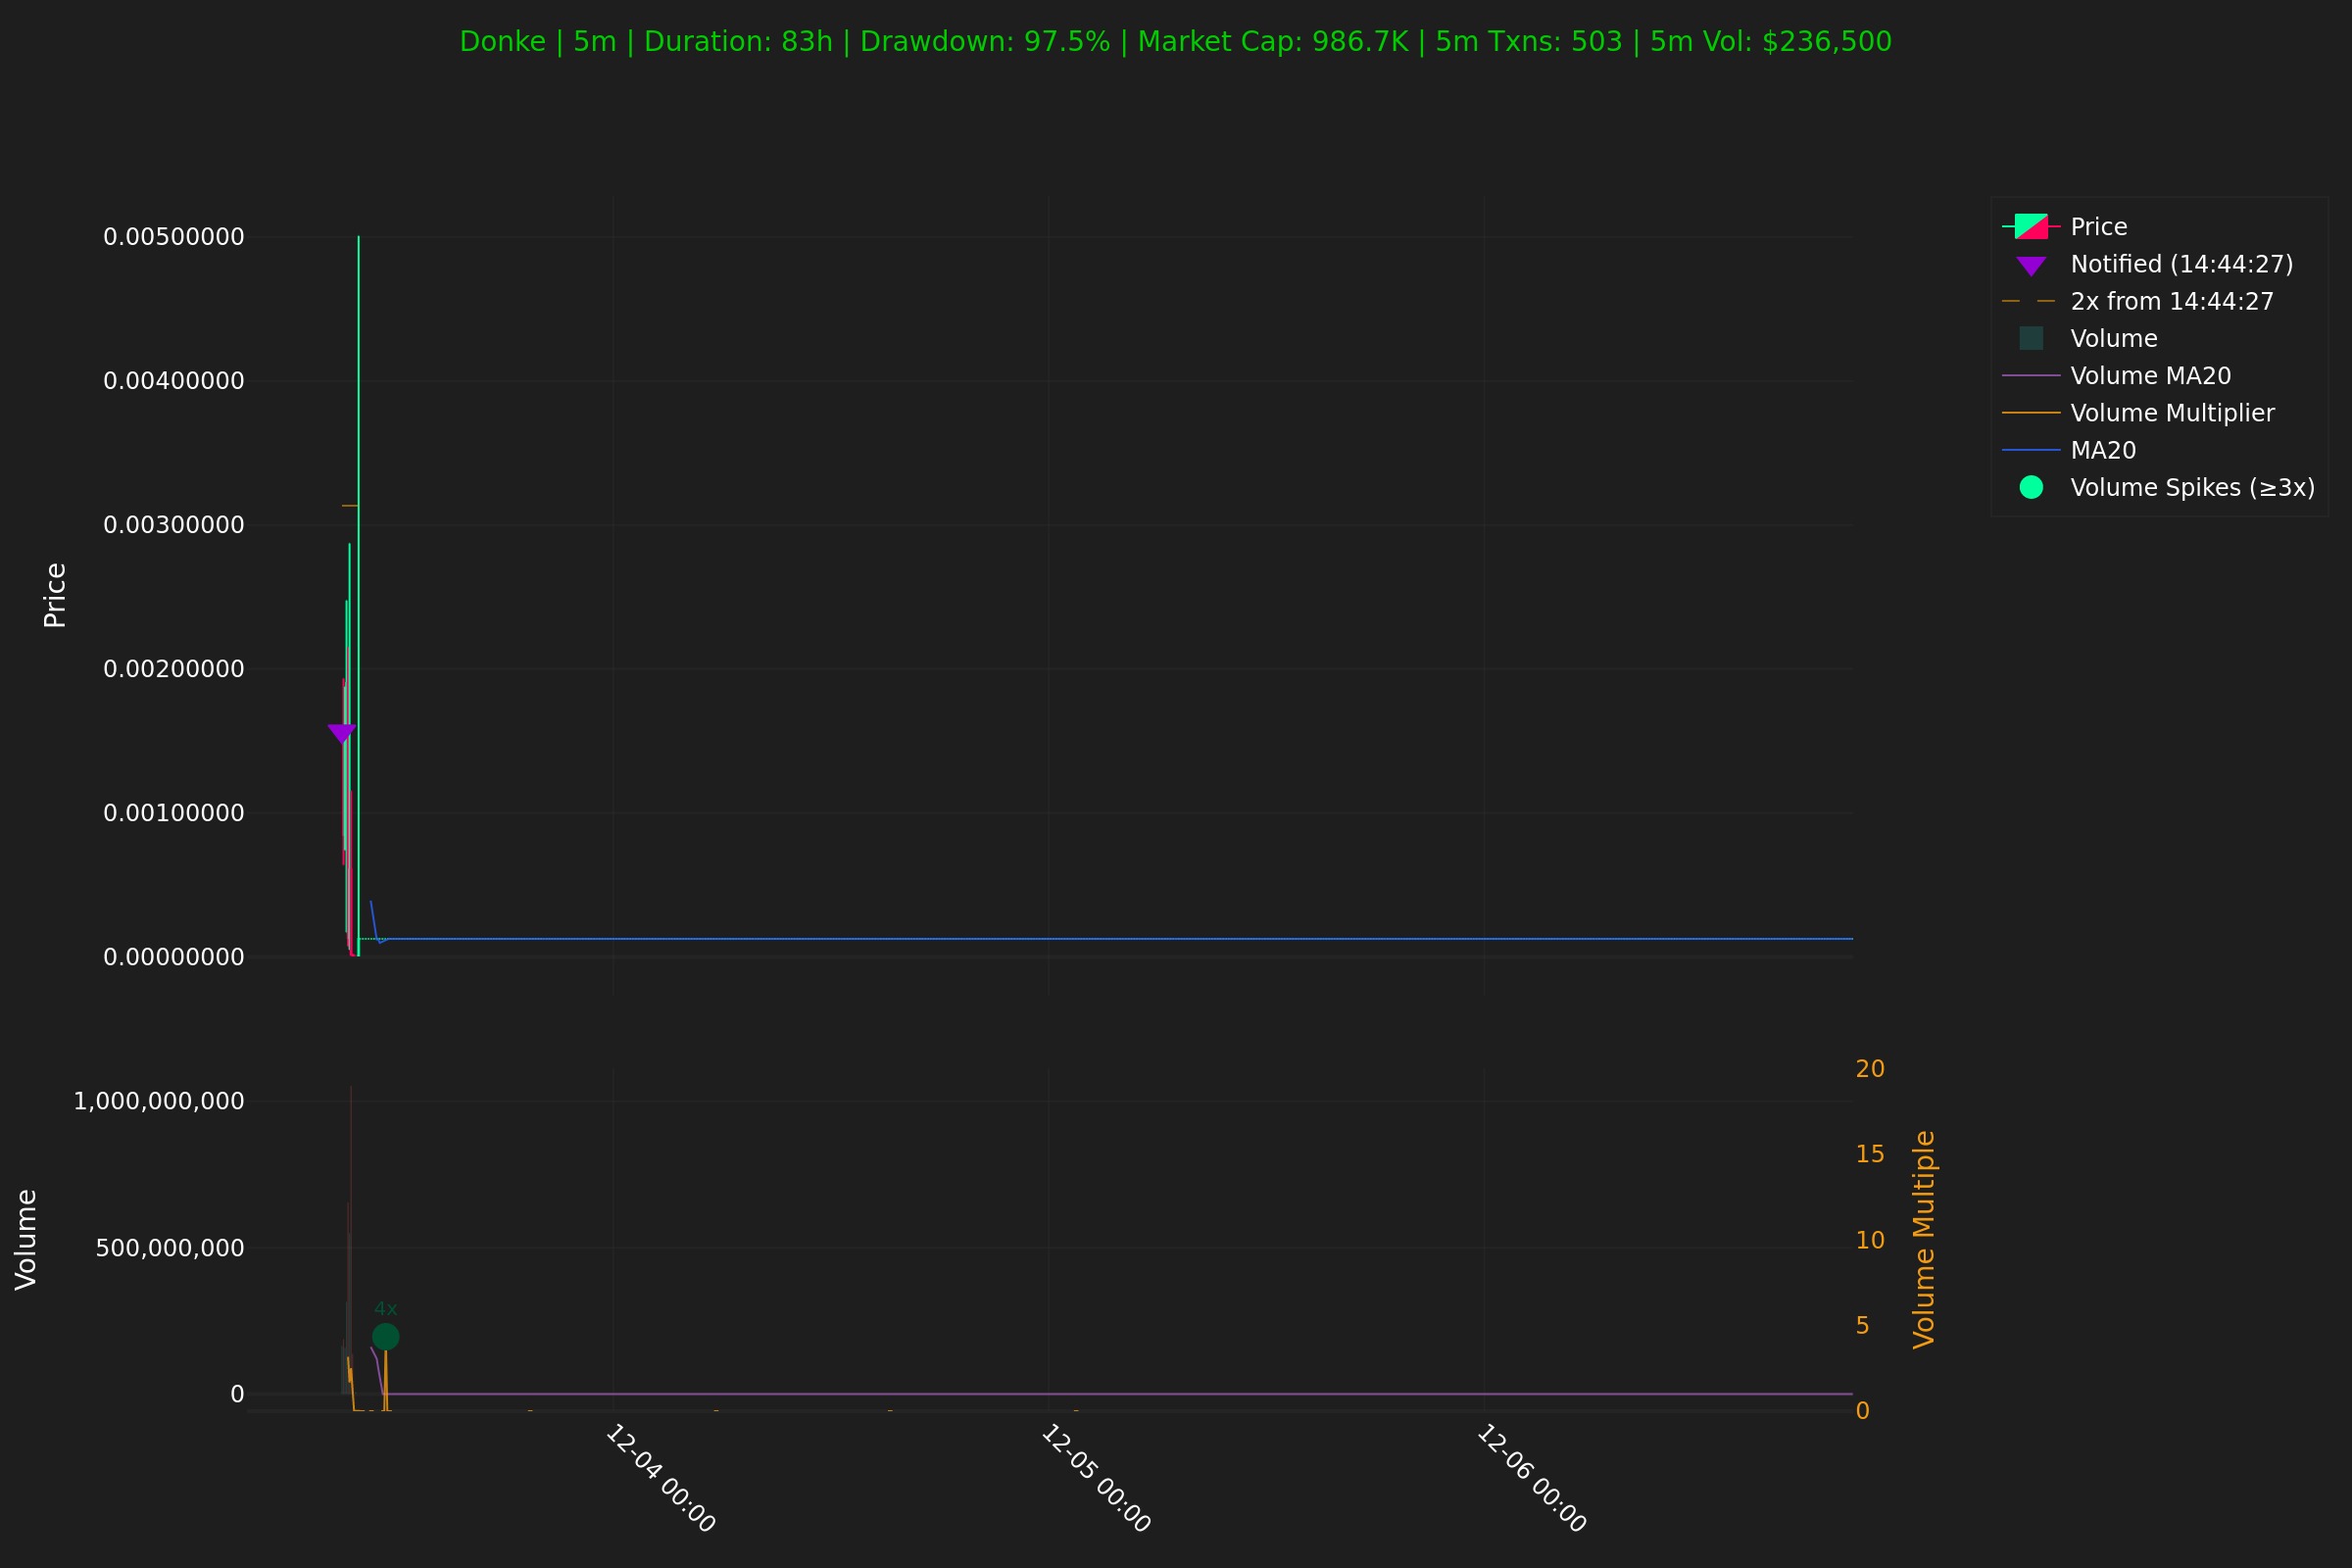 Donke | 5m | Duration: 83h | Drawdown: 97.5% | Market Cap: 986.7K | 5m Txns: 503 | 5m Vol: $236,500
Price
0.00500000
0.00400000
0.00300000
0.00200000
0.00100000
0.00000000
Price
Notified (14:44:27)
2x from 14:44:27
Volume
Volume MA20
Volume Multiplier
MA20
Volume Spikes (≥3x)
Volume
1,000,000,000
500,000,000
0
4x
20
15
10
5
0
Volume Multiple
12-04 00:00
12-05 00:00
12-06 00:00